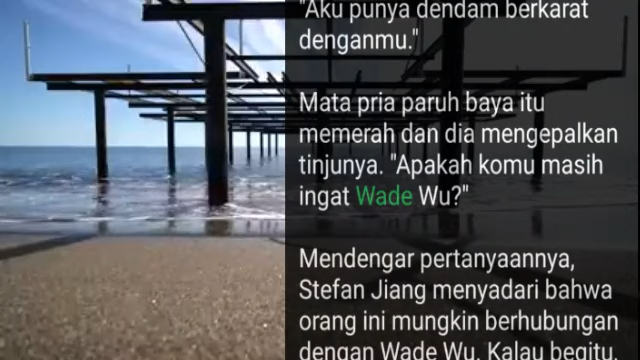 "Aku punya dendam berkarat
denganmu."
Mata pria paruh baya itu
memerah dan dia mengepalkan
tinjunya. "Apakah komu masih
ingat Wade Wu?"
Mendengar pertanyaannya,
Stefan Jiang menyadari bahwa
orang ini mungkin berhubungan
dengan Wade Wu. Kalau begitu,